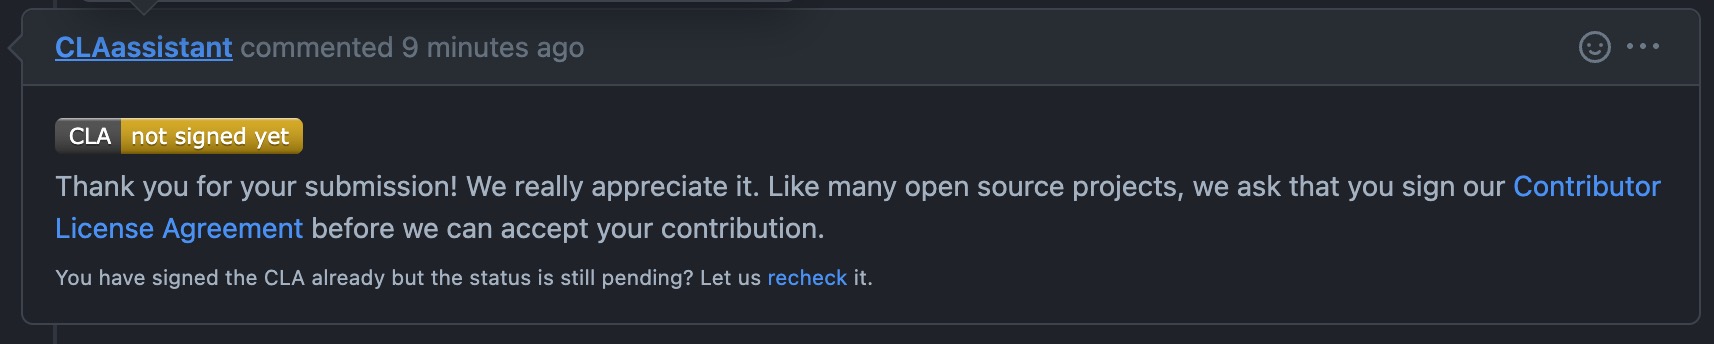 CLAassistant commented 9 minutes ago
CLA not signed yet
Thank you for your submission! We really appreciate it. Like many open source projects, we ask that you sign our Contributor
License Agreement before we can accept your contribution.
You have signed the CLA already but the status is still pending? Let us recheck it.